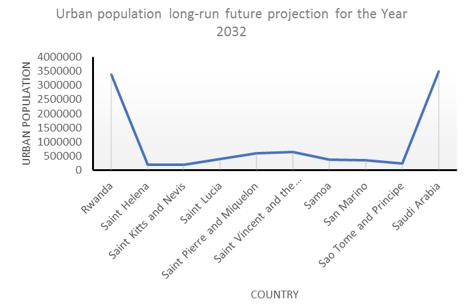 Urban population long-run future projection for the Year
2032
URBAN POPULATION
4000000
3500000
3000000
2500000
2000000
1500000
1000000
500000
0
Rwanda
Saint Helena
Saint Kitts and Nevis
Saint Lucia
Saint Pierre and Miquelon
Saint Vincent and the...
Samoa
San Marino
Sao Tome and Principe
Saudi Arabia
COUNTRY